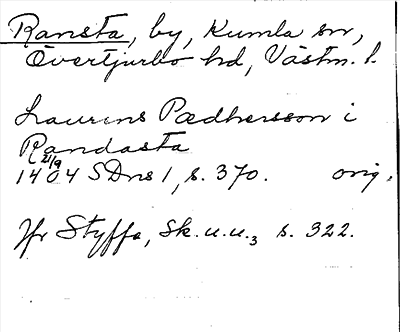 Ransta, by, Kumla sn,
Övertjurbo hd, Västm. l.
Laurens Pædhersson i
Randasta
21/9
1404 SDns 1, s. 370. orig.
Jfr Styffe, Sk.u.u.3 s. 322.